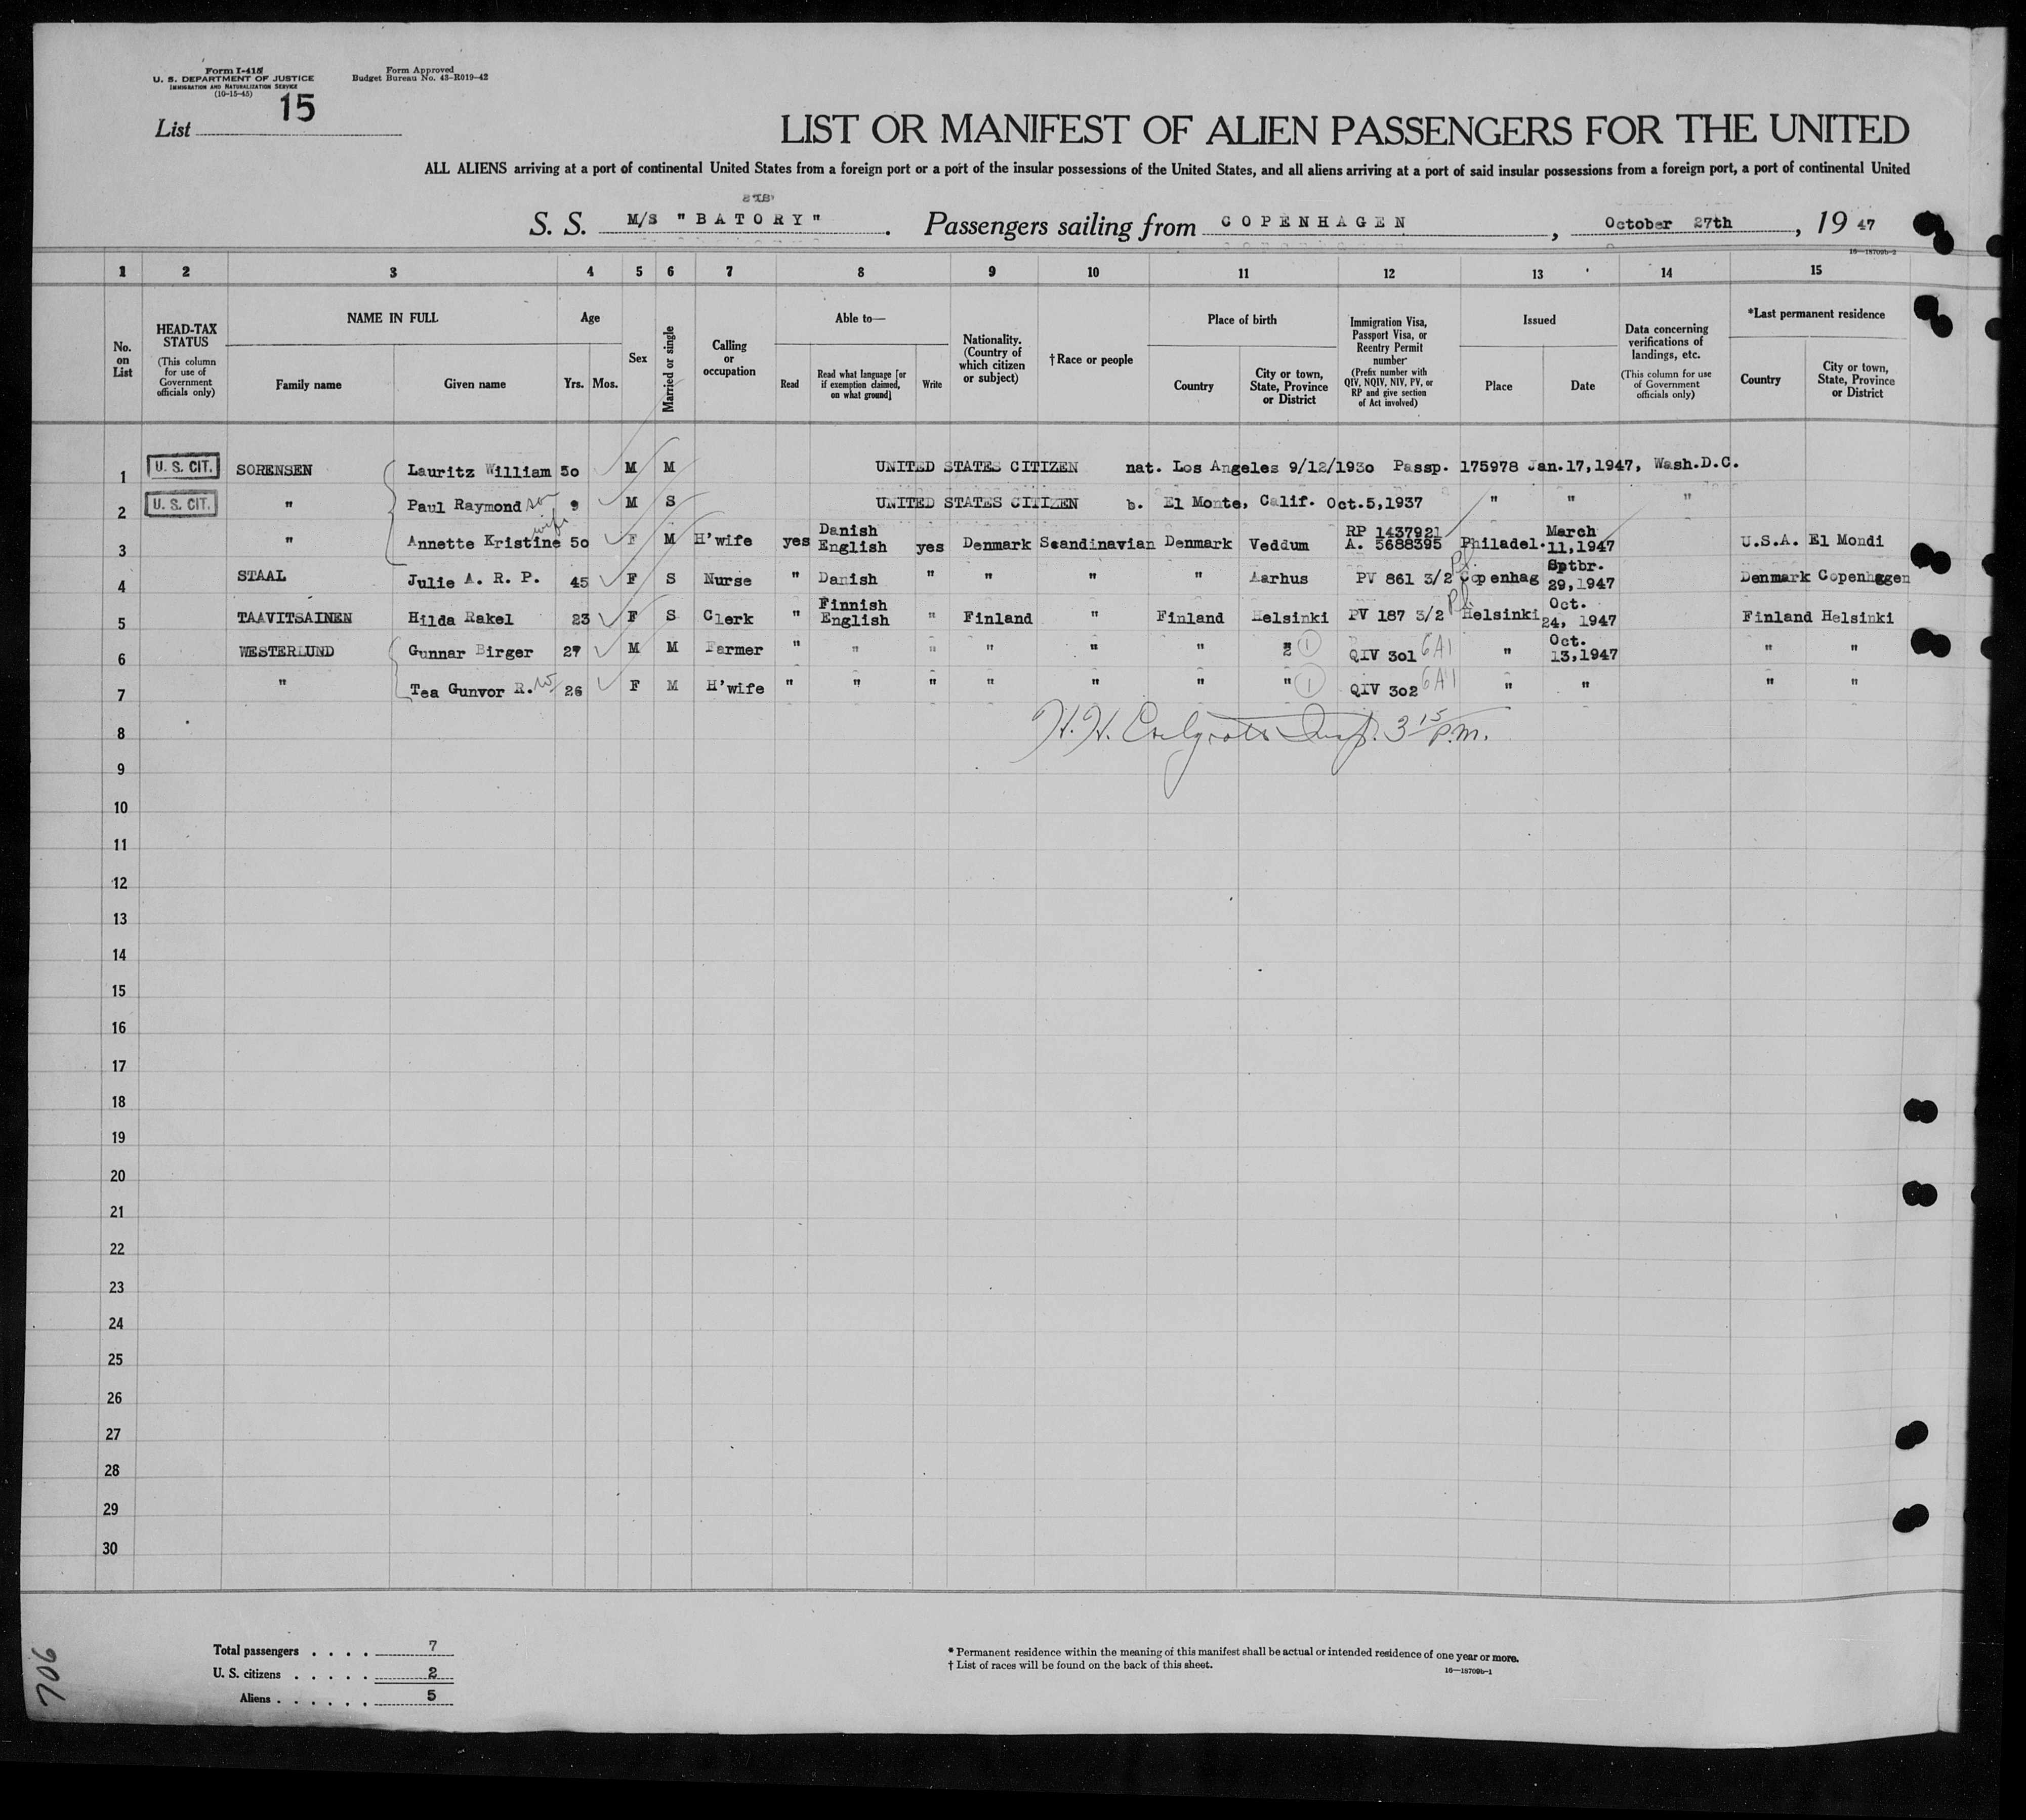 Form I-415
U. S. DEPARTMENT OF JUSTICE
IMMIGRATION AND NATURALIZATION SERVICE
(10-15-45)
Form Approved
Budget Bureau No. 43-R019-42
List 15
LIST OR MANIFEST OF ALIEN PASSENGERS FOR THE UNITED
ALL ALIENS arriving at a port of continental United States from a foreign port or a port of the insular possessions of the United States, and all aliens arriving at a port of said insular possessions from a foreign port, a port of continental United
S. S. M/S "BATORY". Passengers sailing from COPENHAGEN, October 27th, 19 47
16—18709b-2
1 2 3 4 5 6 7 8 9 10 11 12 13 14 15
No. on List
HEAD-TAX STATUS (This column for use of Government officials only)
NAME IN FULL Family name Given name
Age Yrs. Mos.
Sex
Married or single
Calling or occupation
Able to— Read Read what language [or if exemption claimed, on what ground] Write
Nationality. (Country of which citizen or subject)
†Race or people
Place of birth Country City or town, State, Province or District
Immigration Visa, Passport Visa, or Reentry Permit number (Prefix number with QIV, NQIV, NIV, PV, or RP and give section of Act involved)
Issued Place Date
Data concerning verifications of landings, etc. (This column for use of Government officials only)
*Last permanent residence Country City or town, State, Province or District
1 U. S. CIT. SORENSEN Lauritz William 50 M M UNITED STATES CITIZEN nat. Los Angeles 9/12/1930 Passp. 175978 Jan.17,1947, Wash.D.C.
2 U. S. CIT. " Paul Raymond son 9 M S UNITED STATES CITIZEN b. El Monte, Calif. Oct.5,1937 " " "
3 " Annette Kristine wife 50 F M H'wife yes Danish English yes Denmark Scandinavian Denmark Veddum RP 1437921 A. 5688395 Philadel. March 11,1947 U.S.A. El Mondi
4 STAAL Julie A. R. P. 45 F S Nurse " Danish " " " " Aarhus PV 861 3/2 Copenhag Sptbr. 29,1947 Denmark Copenhagen
5 TAAVITSAINEN Hilda Rakel 23 F S Clerk " Finnish English " Finland " Finland Helsinki PV 187 3/2 Helsinki Oct. 24, 1947 Finland Helsinki
6 WESTERLUND Gunnar Birger 27 M M Farmer " " " " " " 1 QIV 301 6A1 " Oct. 13,1947 " "
7 " Tea Gunvor R. w 26 F M H'wife " " " " " " " 1 QIV 302 6A1 " " " "
H. H. Insp. 3 15 P.M.
8
9
10
11
12
13
14
15
16
17
18
19
20
21
22
23
24
25
26
27
28
29
30
Total passengers . . . . 7
U. S. citizens . . . . . 2
Aliens . . . . . . 5
* Permanent residence within the meaning of this manifest shall be actual or intended residence of one year or more.
† List of races will be found on the back of this sheet.
16—18709b-1
706